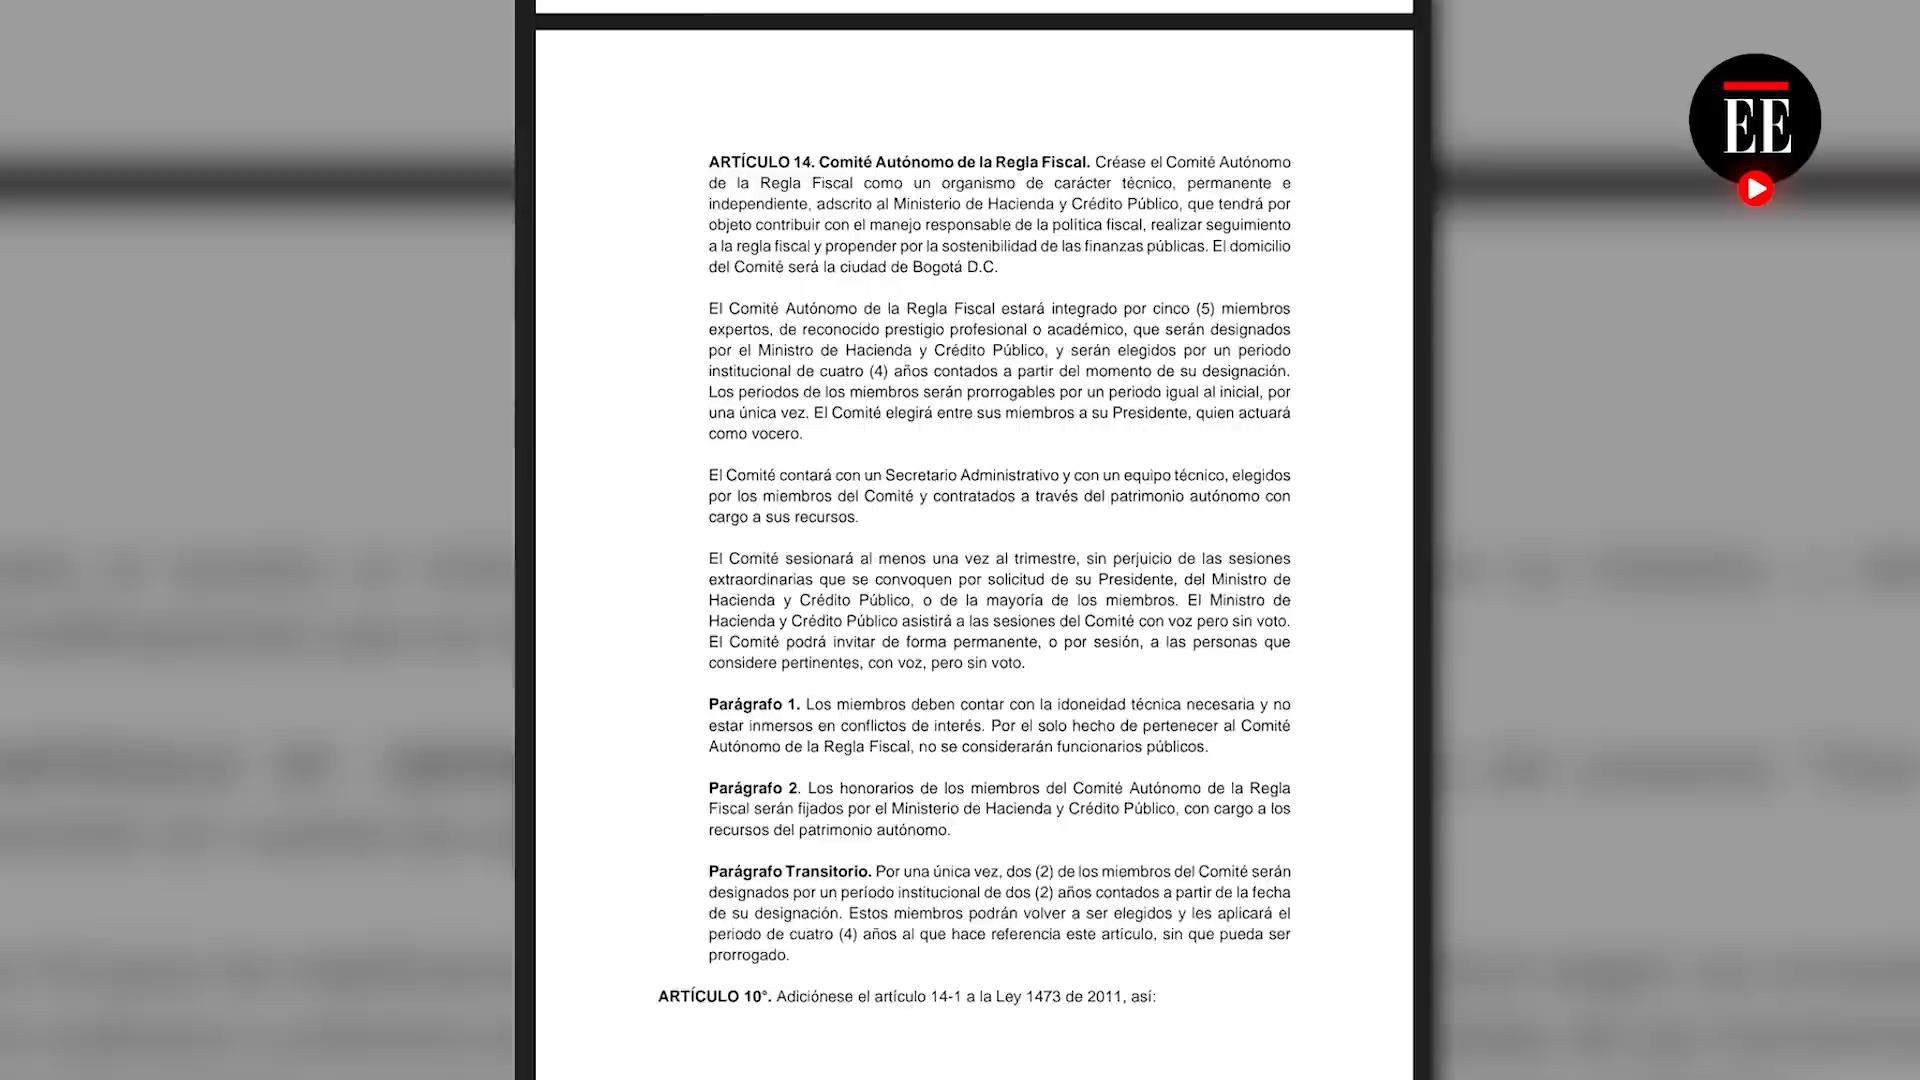 EE
ARTÍCULO 14. Comité Autónomo de la Regla Fiscal. Créase el Comité Autónomo
de la Regla Fiscal como un organismo de carácter técnico, permanente e
independiente, adscrito al Ministerio de Hacienda y Crédito Público, que tendrá por
objeto contribuir con el manejo responsable de la política fiscal, realizar seguimiento
a la regla fiscal y propender por la sostenibilidad de las finanzas públicas. El domicilio
del Comité será la ciudad de Bogotá D.C.
El Comité Autónomo de la Regla Fiscal estará integrado por cinco (5) miembros
expertos, de reconocido prestigio profesional o académico, que serán designados
por el Ministro de Hacienda y Crédito Público, y serán elegidos por un periodo
institucional de cuatro (4) años contados a partir del momento de su designación.
Los periodos de los miembros serán prorrogables por un periodo igual al inicial, por
una única vez. El Comité elegirá entre sus miembros a su Presidente, quien actuará
como vocero.
El Comité contará con un Secretario Administrativo y con un equipo técnico, elegidos
por los miembros del Comité y contratados a través del patrimonio autónomo con
cargo a sus recursos.
El Comité sesionará al menos una vez al trimestre, sin perjuicio de las sesiones
extraordinarias que se convoquen por solicitud de su Presidente, del Ministro de
Hacienda y Crédito Público, o de la mayoría de los miembros. El Ministro de
Hacienda y Crédito Público asistirá a las sesiones del Comité con voz pero sin voto.
El Comité podrá invitar de forma permanente, o por sesión, a las personas que
considere pertinentes, con voz, pero sin voto.
Parágrafo 1. Los miembros deben contar con la idoneidad técnica necesaria y no
estar inmersos en conflictos de interés. Por el solo hecho de pertenecer al Comité
Autónomo de la Regla Fiscal, no se considerarán funcionarios públicos.
Parágrafo 2. Los honorarios de los miembros del Comité Autónomo de la Regla
Fiscal serán fijados por el Ministerio de Hacienda y Crédito Público, con cargo a los
recursos del patrimonio autónomo.
Parágrafo Transitorio. Por una única vez, dos (2) de los miembros del Comité serán
designados por un período institucional de dos (2) años contados a partir de la fecha
de su designación. Estos miembros podrán volver a ser elegidos y les aplicará el
periodo de cuatro (4) años al que hace referencia este artículo, sin que pueda ser
prorrogado.
ARTÍCULO 10°. Adiciónese el artículo 14-1 a la Ley 1473 de 2011, así: